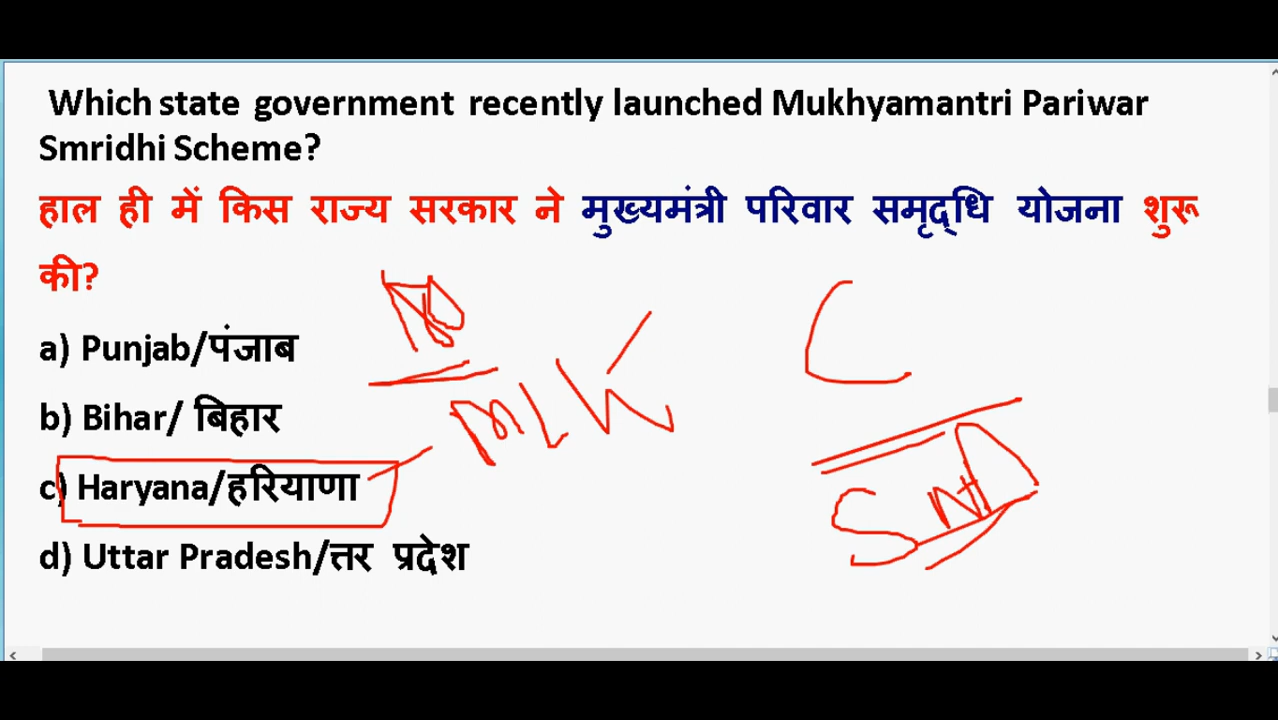 Which state government recently launched Mukhyamantri Pariwar
Smridhi Scheme?
हाल ही में किस राज्य सरकार ने मुख्यमंत्री परिवार समृद्धि योजना शुरू
की?
a) Punjab/पंजाब
b) Bihar/ बिहार
c) Haryana/हरियाणा
MLK
C
d) Uttar Pradesh/त्तर प्रदेश